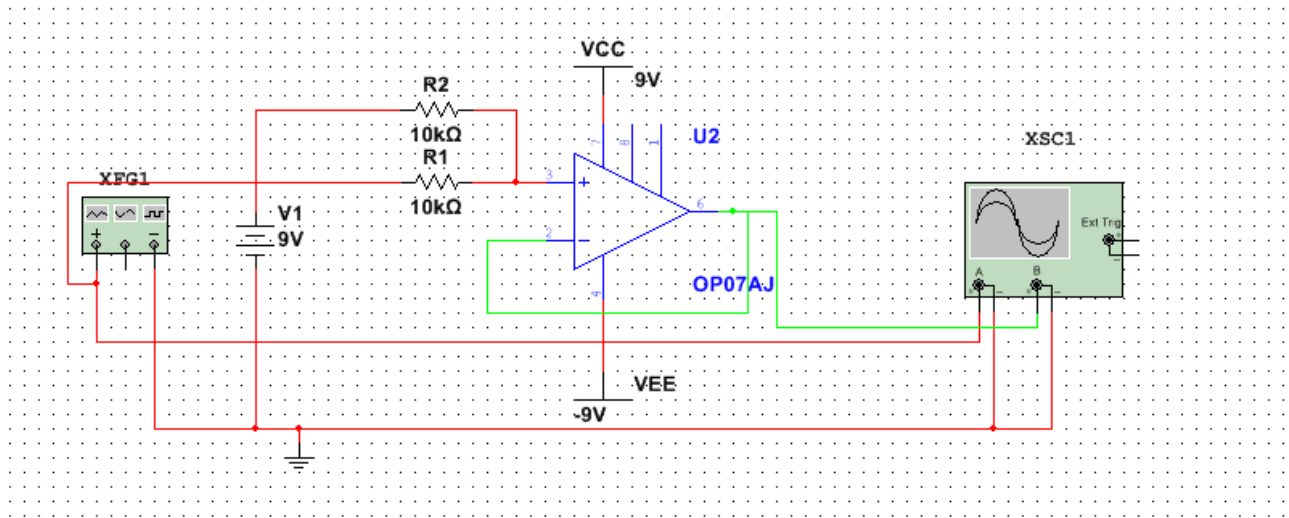 VCC
9V
R2
10kΩ
R1
10kΩ
XFG1
V1
9V
U2
XSC1
7
8
1
3
+
6
2
−
4
OP07AJ
Ext Trig
+
−
A
B
+
−
+
−
+
−
VEE
-9V